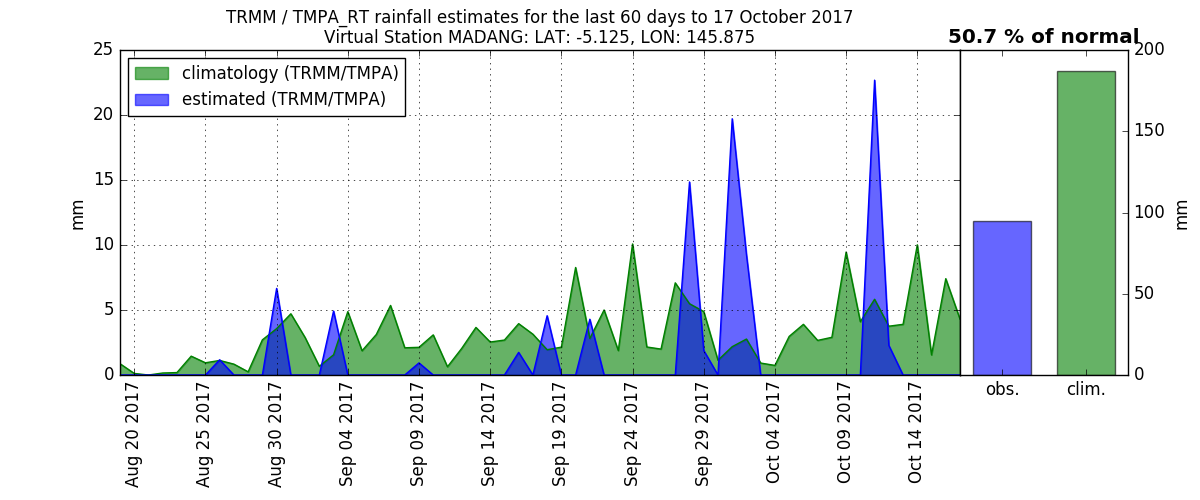 TRMM / TMPA_RT rainfall estimates for the last 60 days to 17 October 2017
Virtual Station MADANG: LAT: -5.125, LON: 145.875
50.7 % of normal
climatology (TRMM/TMPA)
estimated (TRMM/TMPA)
25
20
15
10
5
0
mm
Aug 20 2017
Aug 25 2017
Aug 30 2017
Sep 04 2017
Sep 09 2017
Sep 14 2017
Sep 19 2017
Sep 24 2017
Sep 29 2017
Oct 04 2017
Oct 09 2017
Oct 14 2017
obs.
clim.
200
150
100
50
0
mm